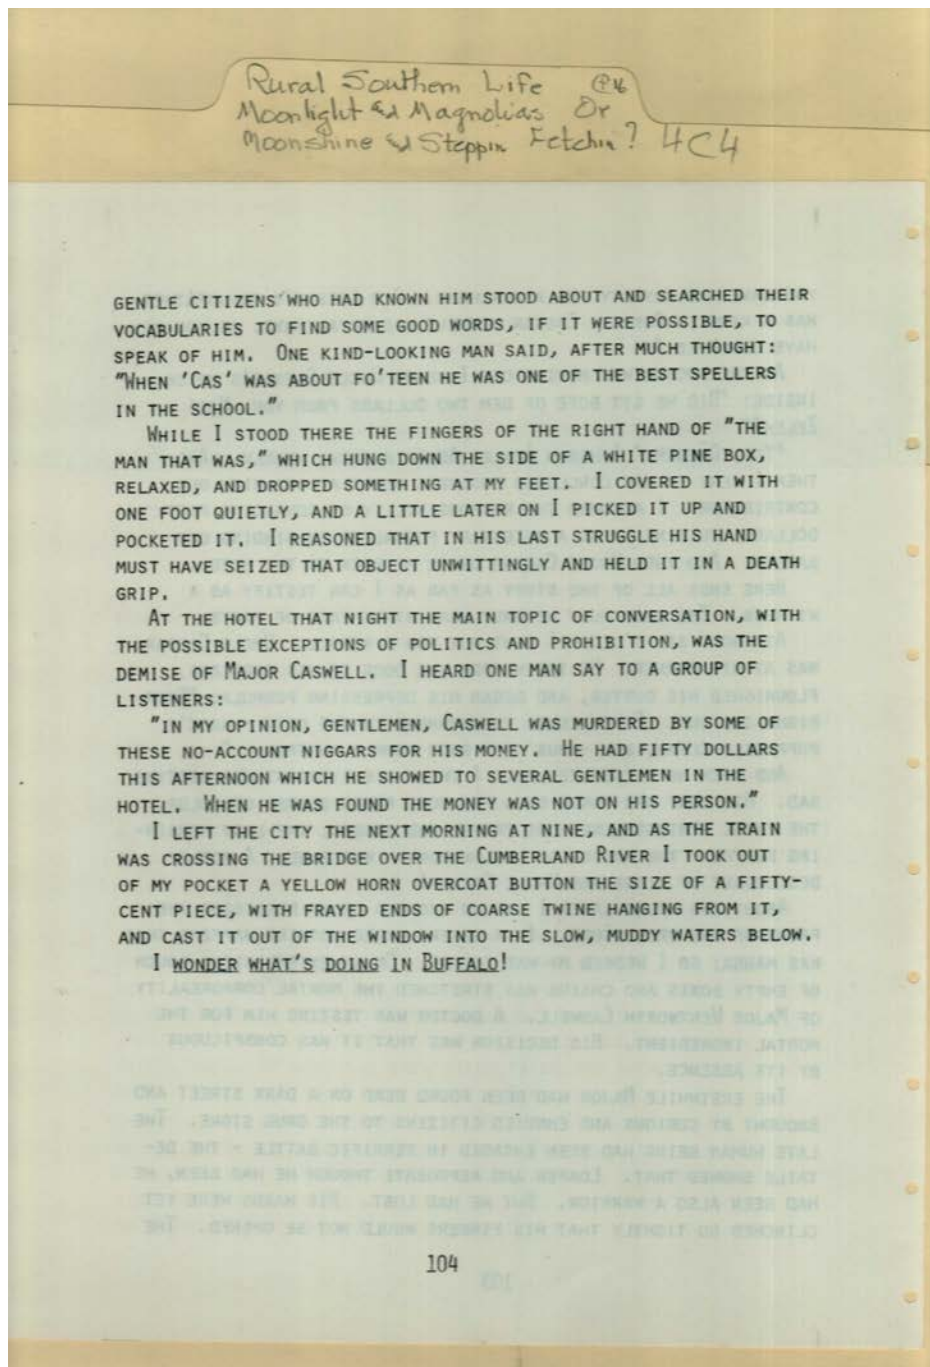 Rural Southern Life
Moonlight and Magnolias Or
Moonshine and Steppin Fetchin? 4C4
GENTLE CITIZENS WHO HAD KNOWN HIM STOOD ABOUT AND SEARCHED THEIR
VOCABULARIES TO FIND SOME GOOD WORDS, IF IT WERE POSSIBLE, TO
SPEAK OF HIM. ONE KIND-LOOKING MAN SAID, AFTER MUCH THOUGHT:
"WHEN 'CAS' WAS ABOUT FO'TEEN HE WAS ONE OF THE BEST SPELLERS
IN THE SCHOOL."
WHILE I STOOD THERE THE FINGERS OF THE RIGHT HAND OF "THE
MAN THAT WAS," WHICH HUNG DOWN THE SIDE OF A WHITE PINE BOX,
RELAXED, AND DROPPED SOMETHING AT MY FEET. I COVERED IT WITH
ONE FOOT QUIETLY, AND A LITTLE LATER ON I PICKED IT UP AND
POCKETED IT. I REASONED THAT IN HIS LAST STRUGGLE HIS HAND
MUST HAVE SEIZED THAT OBJECT UNWITTINGLY AND HELD IT IN A DEATH
GRIP.
AT THE HOTEL THAT NIGHT THE MAIN TOPIC OF CONVERSATION, WITH
THE POSSIBLE EXCEPTIONS OF POLITICS AND PROHIBITION, WAS THE
DEMISE OF MAJOR CASWELL. I HEARD ONE MAN SAY TO A GROUP OF
LISTENERS:
"IN MY OPINION, GENTLEMEN, CASWELL WAS MURDERED BY SOME OF
THESE NO-ACCOUNT NIGGARS FOR HIS MONEY. HE HAD FIFTY DOLLARS
THIS AFTERNOON WHICH HE SHOWED TO SEVERAL GENTLEMEN IN THE
HOTEL. WHEN HE WAS FOUND THE MONEY WAS NOT ON HIS PERSON."
I LEFT THE CITY THE NEXT MORNING AT NINE, AND AS THE TRAIN
WAS CROSSING THE BRIDGE OVER THE CUMBERLAND RIVER I TOOK OUT
OF MY POCKET A YELLOW HORN OVERCOAT BUTTON THE SIZE OF A FIFTY-
CENT PIECE, WITH FRAYED ENDS OF COARSE TWINE HANGING FROM IT,
AND CAST IT OUT OF THE WINDOW INTO THE SLOW, MUDDY WATERS BELOW.
I WONDER WHAT'S DOING IN BUFFALO!
104